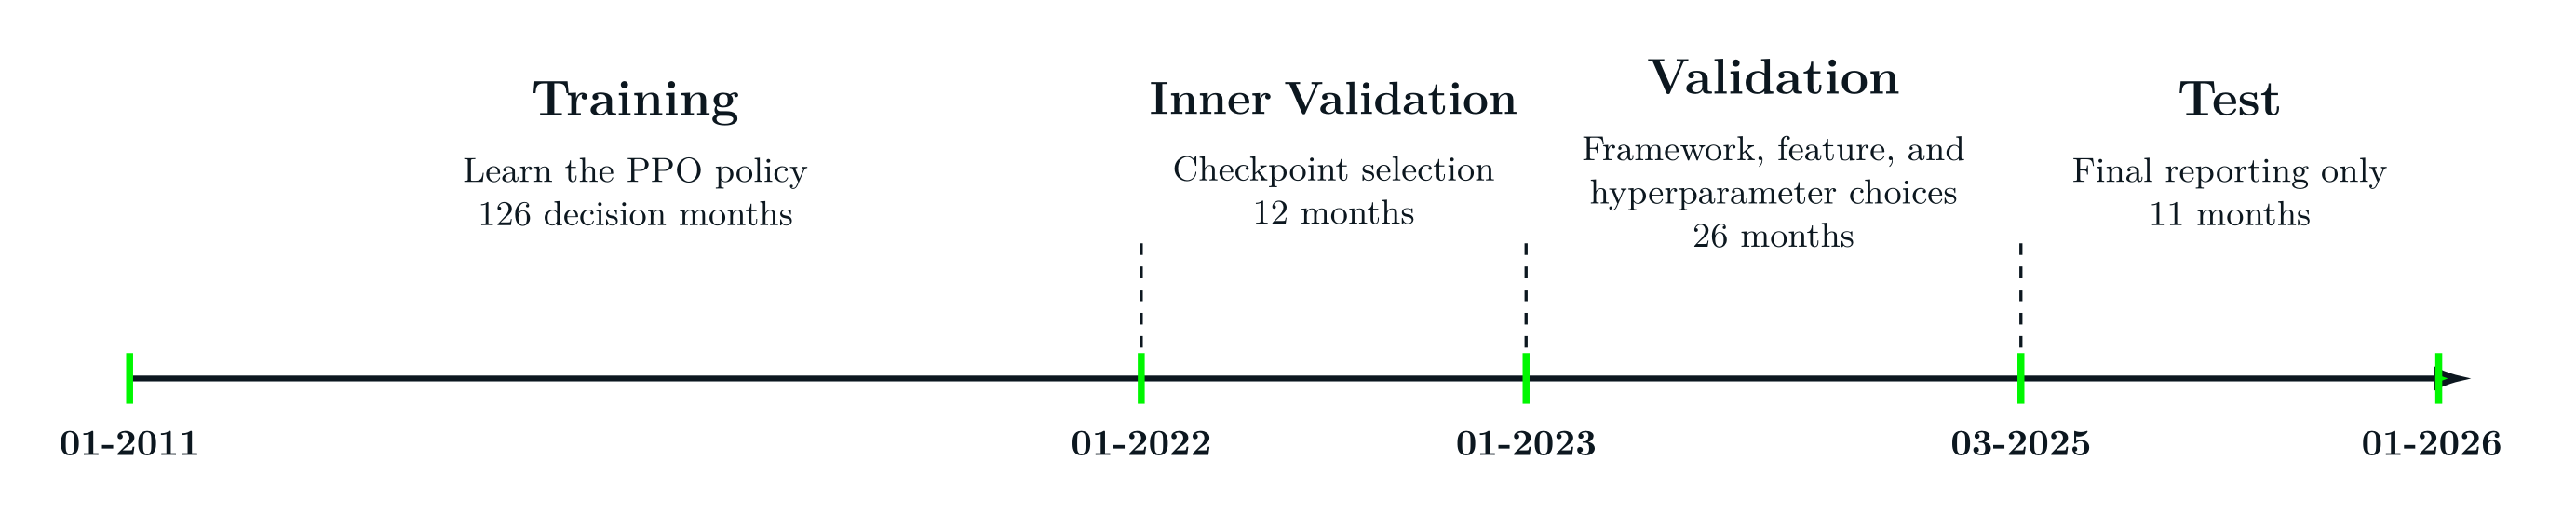 Training
Learn the PPO policy
126 decision months
Inner Validation
Checkpoint selection
12 months
Validation
Framework, feature, and
hyperparameter choices
26 months
Test
Final reporting only
11 months
01-2011
01-2022
01-2023
03-2025
01-2026